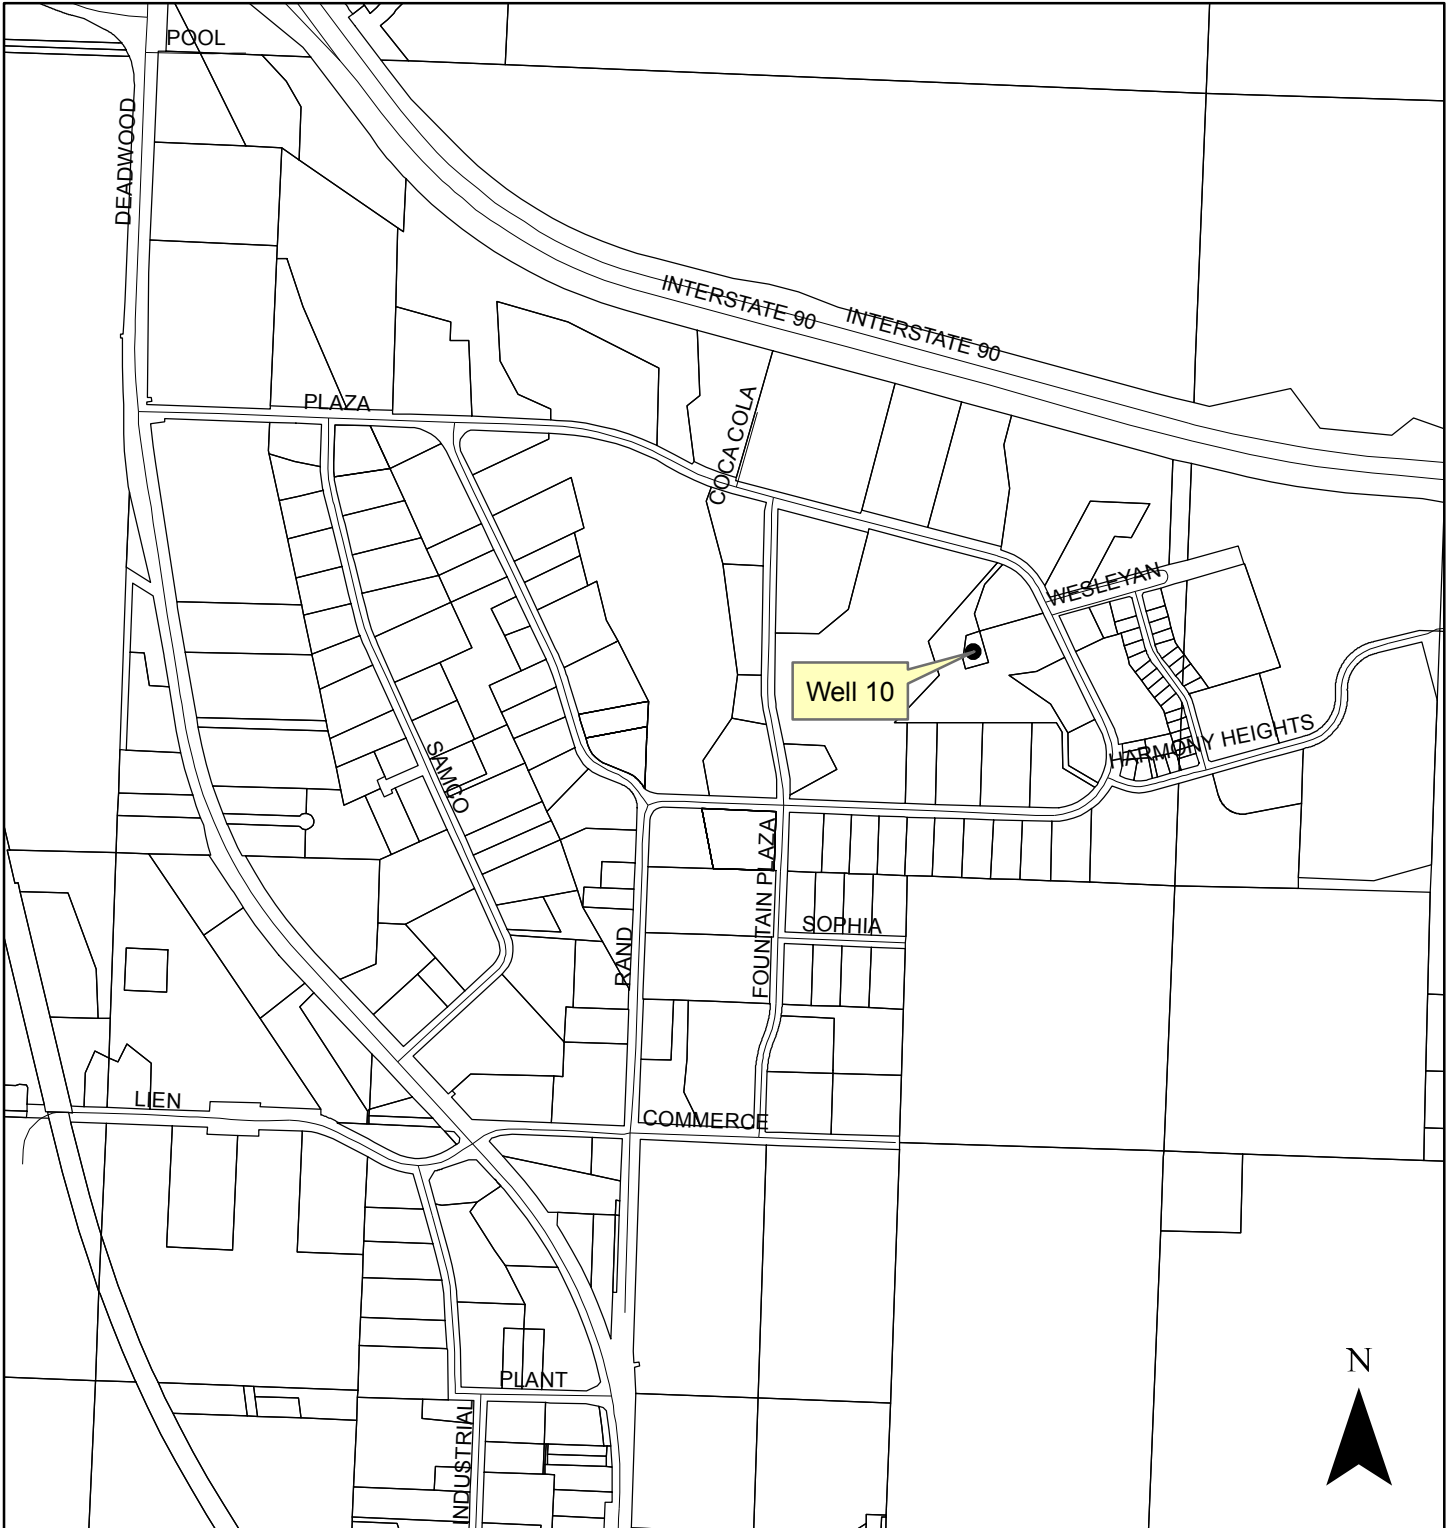 POOL
DEADWOOD
INTERSTATE 90
INTERSTATE 90
PLAZA
COCA COLA
WESLEYAN
Well 10
HARMONY HEIGHTS
SAMCO
FOUNTAIN PLAZA
RAND
SOPHIA
LIEN
COMMERCE
N
PLANT
INDUSTRIAL